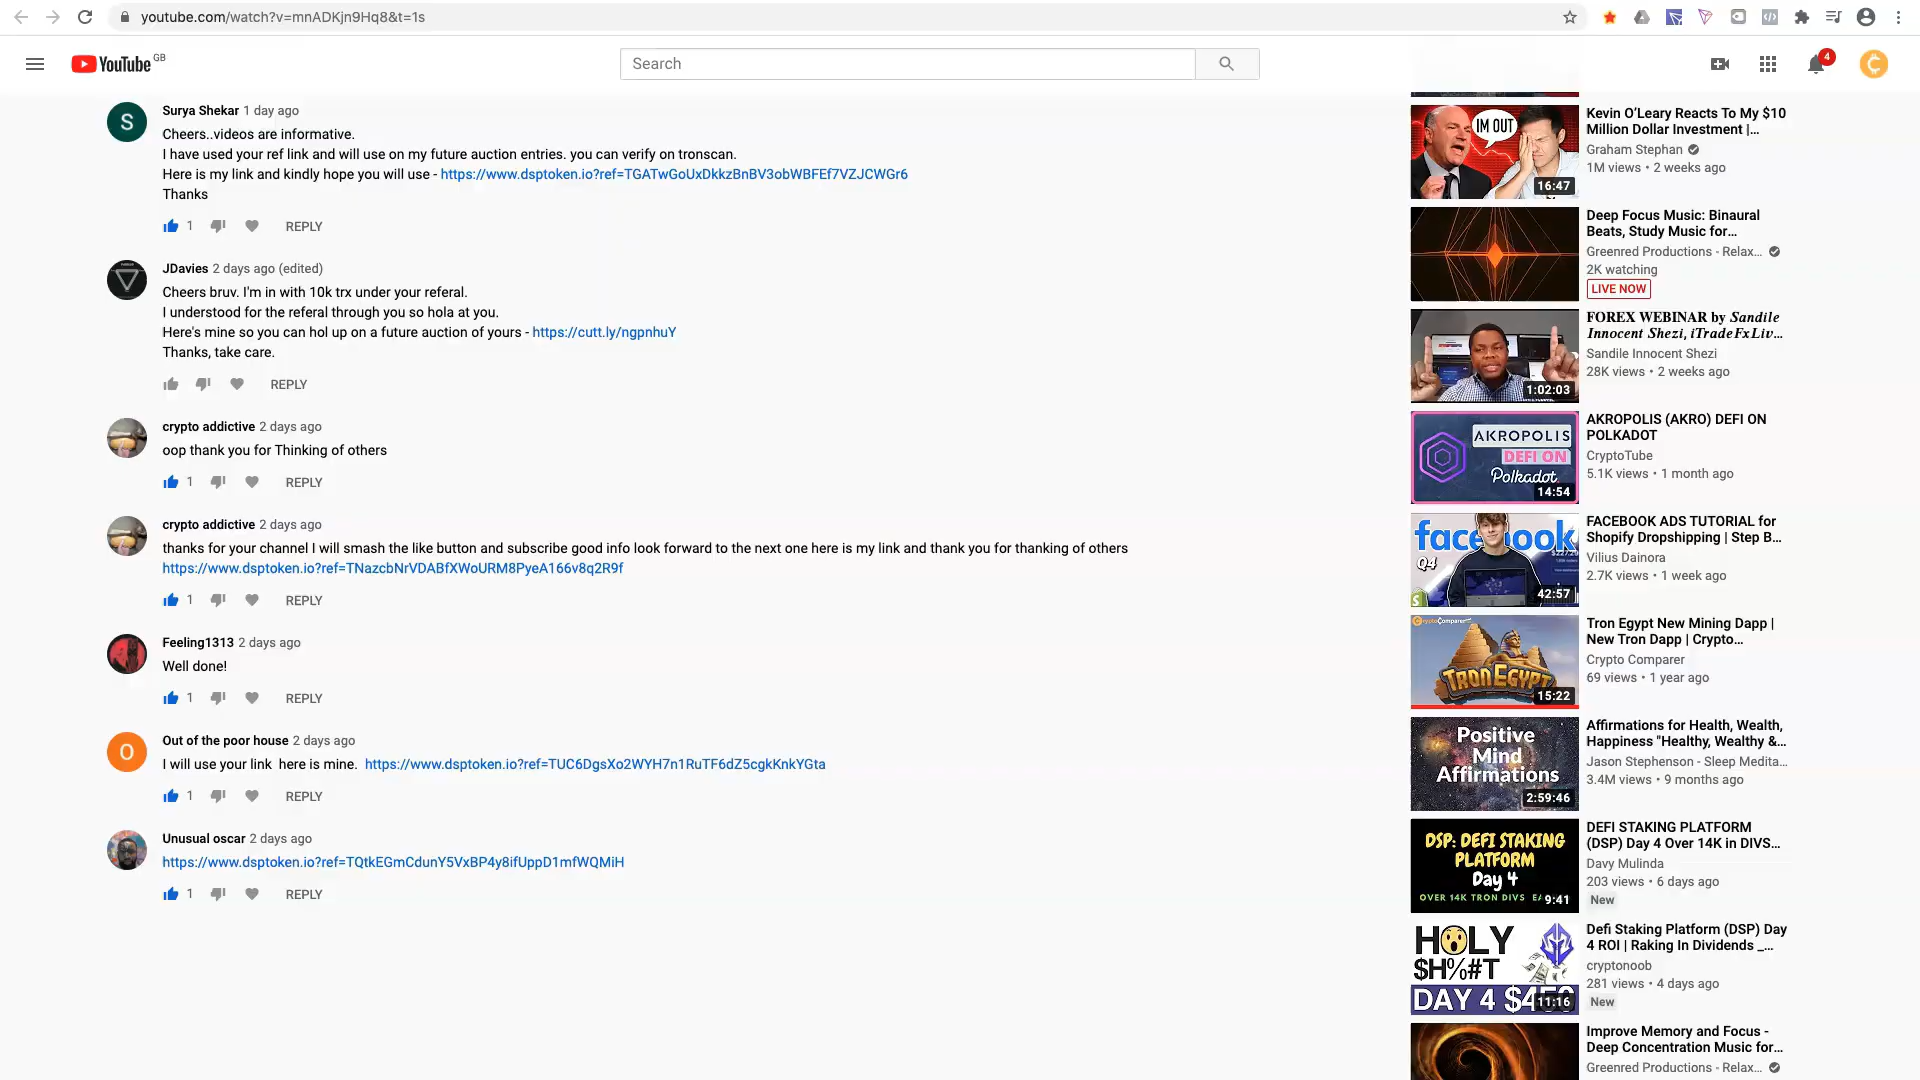 youtube.com/watch?v=mnADKjn9Hq8&t=1s
YouTube GB
Search
4
S
Surya Shekar 1 day ago
Cheers..videos are informative.
I have used your ref link and will use on my future auction entries. you can verify on tronscan.
Here is my link and kindly hope you will use - https://www.dsptoken.io?ref=TGATwGoUxDkkzBnBV3obWBFEf7VZJCWGr6
Thanks
1 REPLY
JDavies 2 days ago (edited)
Cheers bruv. I'm in with 10k trx under your referal.
I understood for the referal through you so hola at you.
Here's mine so you can hol up on a future auction of yours - https://cutt.ly/ngpnhuY
Thanks, take care.
REPLY
crypto addictive 2 days ago
oop thank you for Thinking of others
1 REPLY
crypto addictive 2 days ago
thanks for your channel I will smash the like button and subscribe good info look forward to the next one here is my link and thank you for thanking of others
https://www.dsptoken.io?ref=TNazcbNrVDABfXWoURM8PyeA166v8q2R9f
1 REPLY
Feeling1313 2 days ago
Well done!
1 REPLY
O
Out of the poor house 2 days ago
I will use your link here is mine. https://www.dsptoken.io?ref=TUC6DgsXo2WYH7n1RuTF6dZ5cgkKnkYGta
1 REPLY
Unusual oscar 2 days ago
https://www.dsptoken.io?ref=TQtkEGmCdunY5VxBP4y8ifUppD1mfWQMiH
1 REPLY
IM OUT
16:47
Kevin O'Leary Reacts To My $10
Million Dollar Investment |...
Graham Stephan
1M views • 2 weeks ago
Deep Focus Music: Binaural
Beats, Study Music for...
Greenred Productions - Relax...
2K watching
LIVE NOW
1:02:03
FOREX WEBINAR by Sandile
Innocent Shezi, iTradeFxLiv...
Sandile Innocent Shezi
28K views • 2 weeks ago
AKROPOLIS
DEFI ON
Polkadot
14:54
AKROPOLIS (AKRO) DEFI ON
POLKADOT
CryptoTube
5.1K views • 1 month ago
facebook
Q4
42:57
FACEBOOK ADS TUTORIAL for
Shopify Dropshipping | Step B...
Vilius Dainora
2.7K views • 1 week ago
CryptoComparer
TRON EGYPT
15:22
Tron Egypt New Mining Dapp |
New Tron Dapp | Crypto...
Crypto Comparer
69 views • 1 year ago
Positive
Mind
Affirmations
2:59:46
Affirmations for Health, Wealth,
Happiness "Healthy, Wealthy &...
Jason Stephenson - Sleep Medita...
3.4M views • 9 months ago
DSP: DEFI STAKING
PLATFORM
Day 4
OVER 14K TRON DIVS
9:41
DEFI STAKING PLATFORM
(DSP) Day 4 Over 14K in DIVS...
Davy Mulinda
203 views • 6 days ago
New
HOLY
$H%#T
DAY 4
11:16
Defi Staking Platform (DSP) Day
4 ROI | Raking In Dividends _...
cryptonoob
281 views • 4 days ago
New
Improve Memory and Focus -
Deep Concentration Music for...
Greenred Productions - Relax...